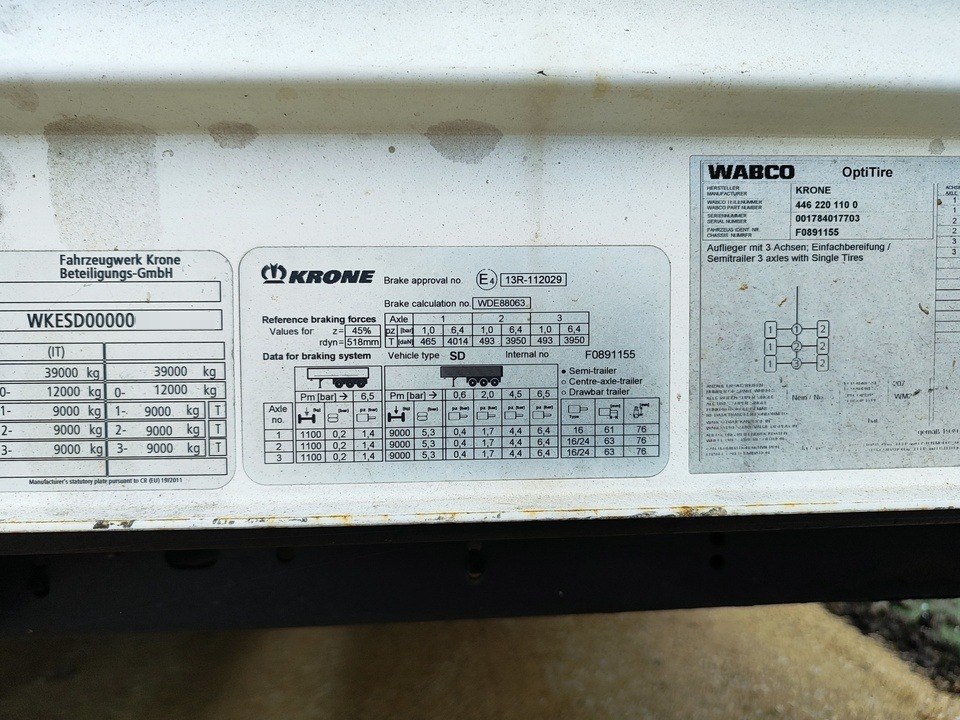 Fahrzeugwerk Krone
Beteiligungs-GmbH
WKESD00000
(IT)
39000 kg 39000 kg
0- 12000 kg 0- 12000 kg
1- 9000 kg 1- 9000 kg T
2- 9000 kg 2- 9000 kg T
3- 9000 kg 3- 9000 kg T
Manufacturer's statutory plate pursuant to CR (EU) 19/2011
KRONE Brake approval no. E4 13R-112029
Brake calculation no. WDE88063
Reference braking forces Axle 1 2 3
Values for z= 45% pz [bar] 1,0 6,4 1,0 6,4 1,0 6,4
rdyn= 518mm T [daN] 465 4014 493 3950 493 3950
Data for braking system Vehicle type SD Internal no F0891155
• Semi-trailer
○ Centre-axle-trailer
○ Drawbar trailer
Pm [bar] → 6,5 Pm [bar] → 0,6 2,0 4,5 6,5
Axle no. [bar] [bar] [bar] [bar] [bar] [bar] [bar]
1 1100 0,2 1,4 9000 5,3 0,4 1,7 4,4 6,4 16 61 76
2 1100 0,2 1,4 9000 5,3 0,4 1,7 4,4 6,4 16/24 63 76
3 1100 0,2 1,4 9000 5,3 0,4 1,7 4,4 6,4 16/24 63 76
WABCO OptiTire
HERSTELLER
MANUFACTURER KRONE
WABCO TEILENUMMER
WABCO PART NUMBER 446 220 110 0
SERIENNUMMER
SERIAL NUMBER 001784017703
FAHRZEUG IDENT. NR.
CHASSIS NUMBER F0891155
Auflieger mit 3 Achsen; Einfachbereifung /
Semitrailer 3 axles with Single Tires
1 1 2
1 2 2
1 3 2